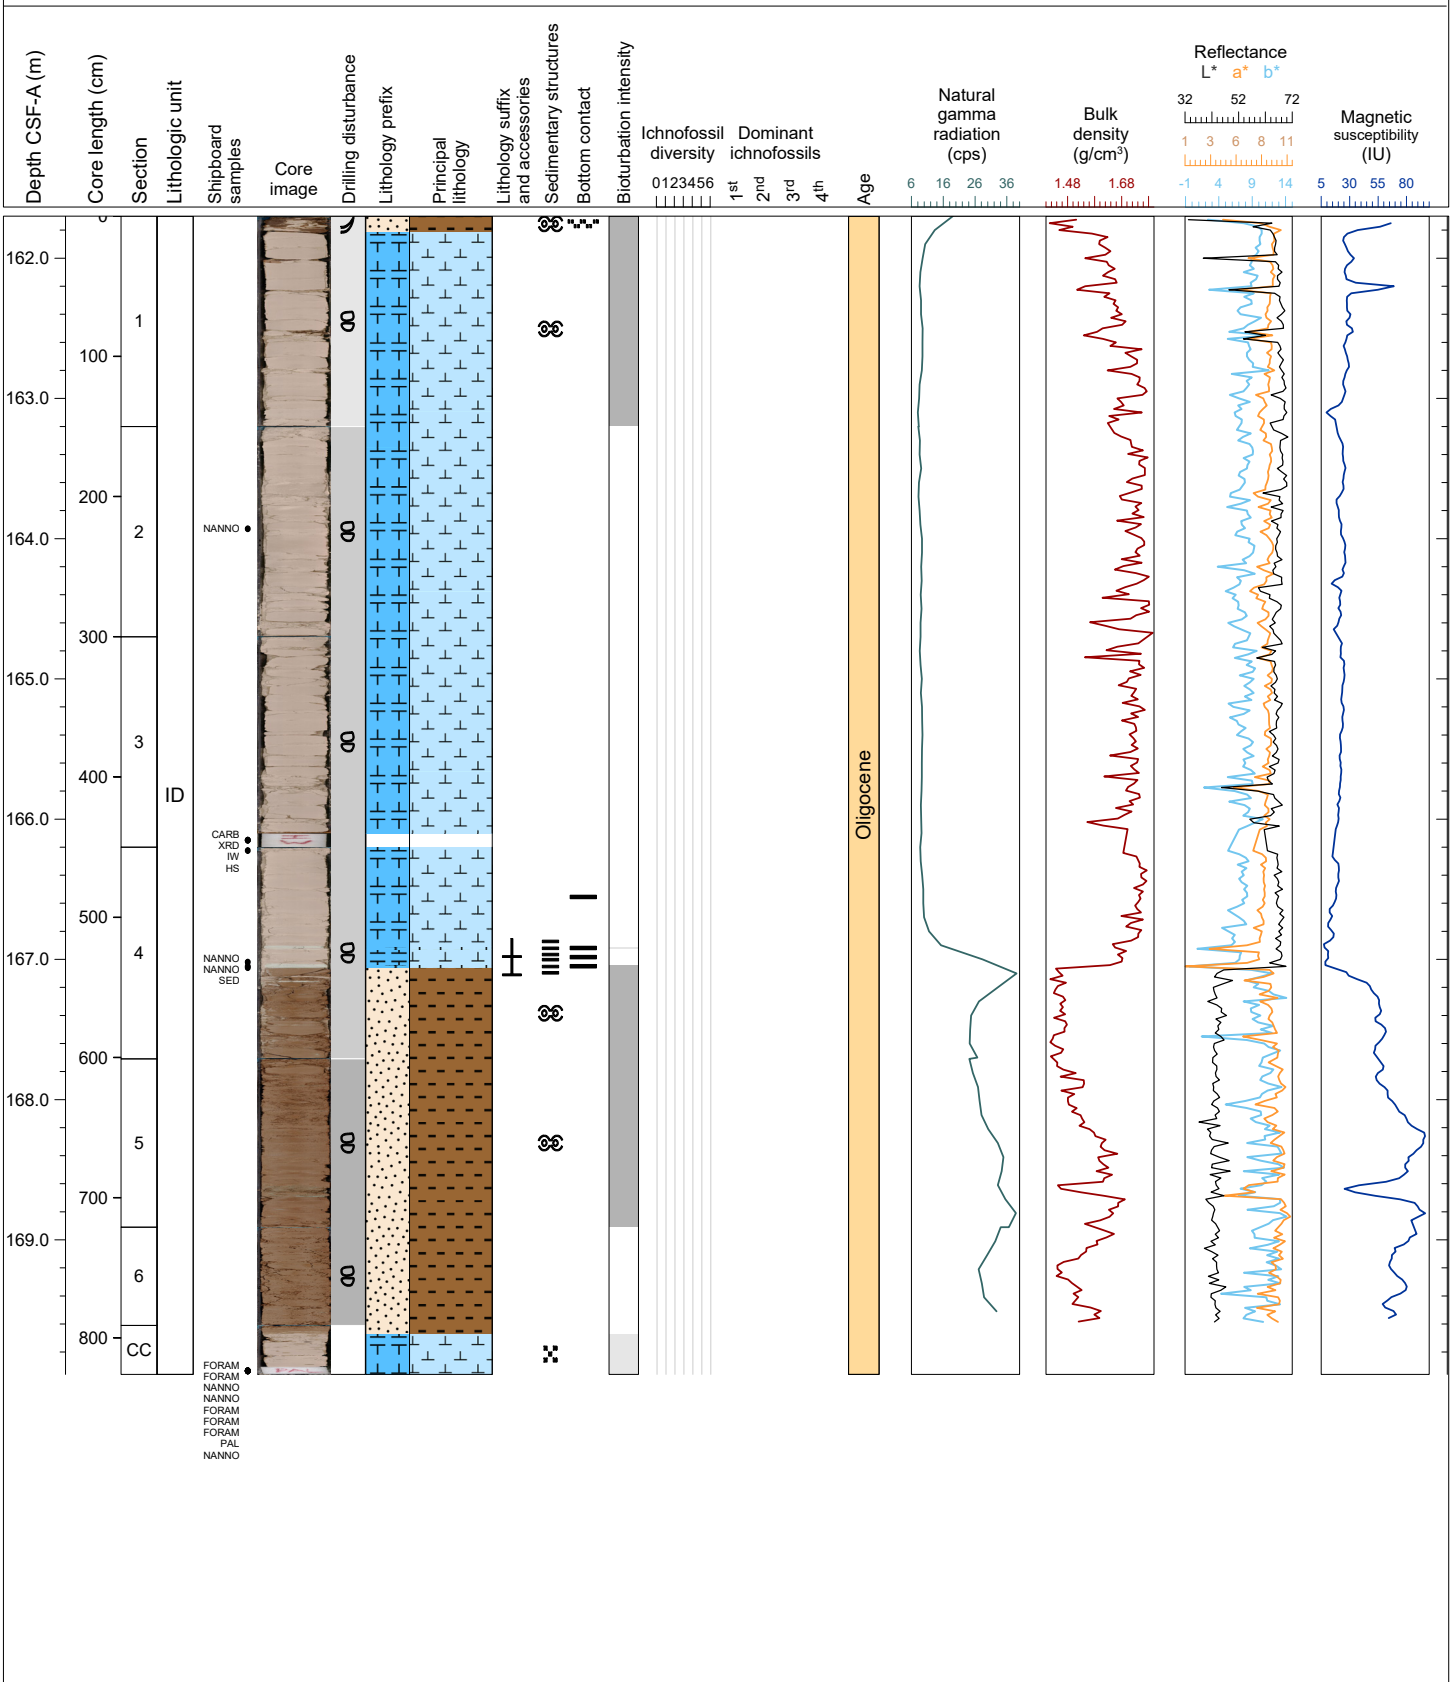 Depth CSF-A (m)
Core length (cm)
Section
Lithologic unit
Shipboard
samples
Core
image
Drilling disturbance
Lithology prefix
Principal
lithology
Lithology suffix
and accessories
Sedimentary structures
Bottom contact
Bioturbation intensity
Ichnofossil
diversity
0123456
Dominant
ichnofossils
1st 2nd 3rd 4th
Age
Natural
gamma
radiation
(cps)
6 16 26 36
Bulk
density
(g/cm³)
1.48 1.68
Reflectance
L* a* b*
32 52 72
1 3 6 8 11
-1 4 9 14
Magnetic
susceptibility
(IU)
5 30 55 80
0
162.0
1
100
163.0
200
NANNO
2
164.0
300
165.0
3
400
ID
Oligocene
166.0
CARB
XRD
IW
HS
500
4
167.0
NANNO
NANNO
SED
600
168.0
5
700
169.0
6
800
CC
FORAM
FORAM
NANNO
NANNO
FORAM
FORAM
FORAM
PAL
NANNO